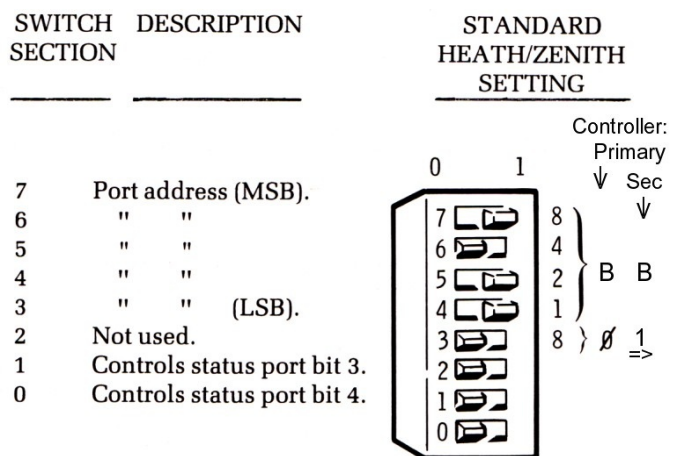 SWITCH DESCRIPTION STANDARD
SECTION HEATH/ZENITH
SETTING
Controller:
Primary
Sec
0 1
7 Port address (MSB). 7 8
6 " " 6 4
5 " " 5 2 B B
4 " " 4 1
3 " " (LSB). 3 8 } 0 1
=>
2 Not used. 2
1 Controls status port bit 3. 1
0 Controls status port bit 4. 0